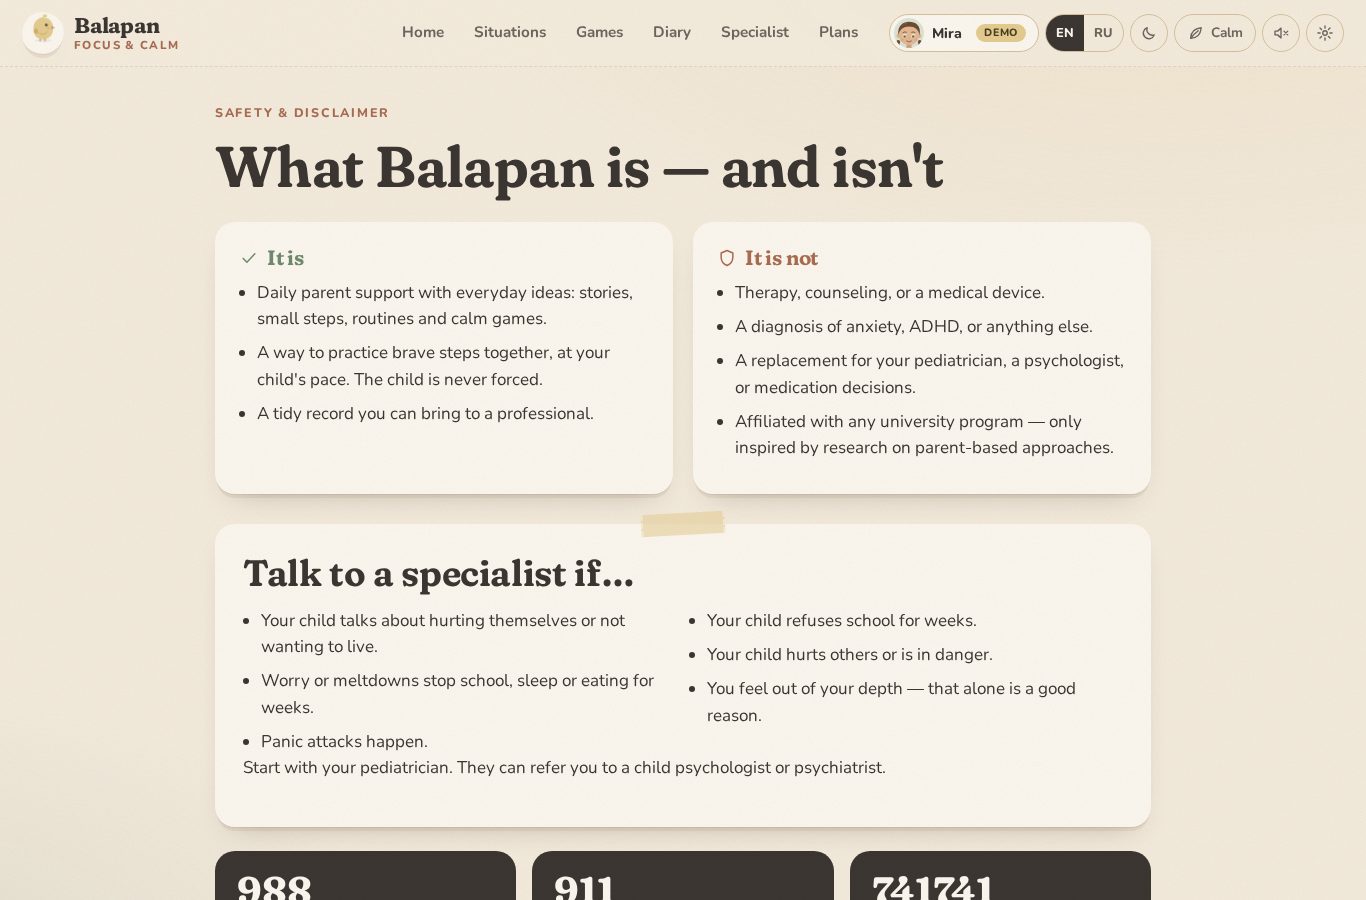 Balapan
FOCUS & CALM
Home
Situations
Games
Diary
Specialist
Plans
Mira
DEMO
EN
RU
Calm
SAFETY & DISCLAIMER
What Balapan is — and isn't
It is
Daily parent support with everyday ideas: stories,
small steps, routines and calm games.
A way to practice brave steps together, at your
child's pace. The child is never forced.
A tidy record you can bring to a professional.
It is not
Therapy, counseling, or a medical device.
A diagnosis of anxiety, ADHD, or anything else.
A replacement for your pediatrician, a psychologist,
or medication decisions.
Affiliated with any university program — only
inspired by research on parent-based approaches.
Talk to a specialist if…
Your child talks about hurting themselves or not
wanting to live.
Worry or meltdowns stop school, sleep or eating for
weeks.
Panic attacks happen.
Your child refuses school for weeks.
Your child hurts others or is in danger.
You feel out of your depth — that alone is a good
reason.
Start with your pediatrician. They can refer you to a child psychologist or psychiatrist.
988
911
741741